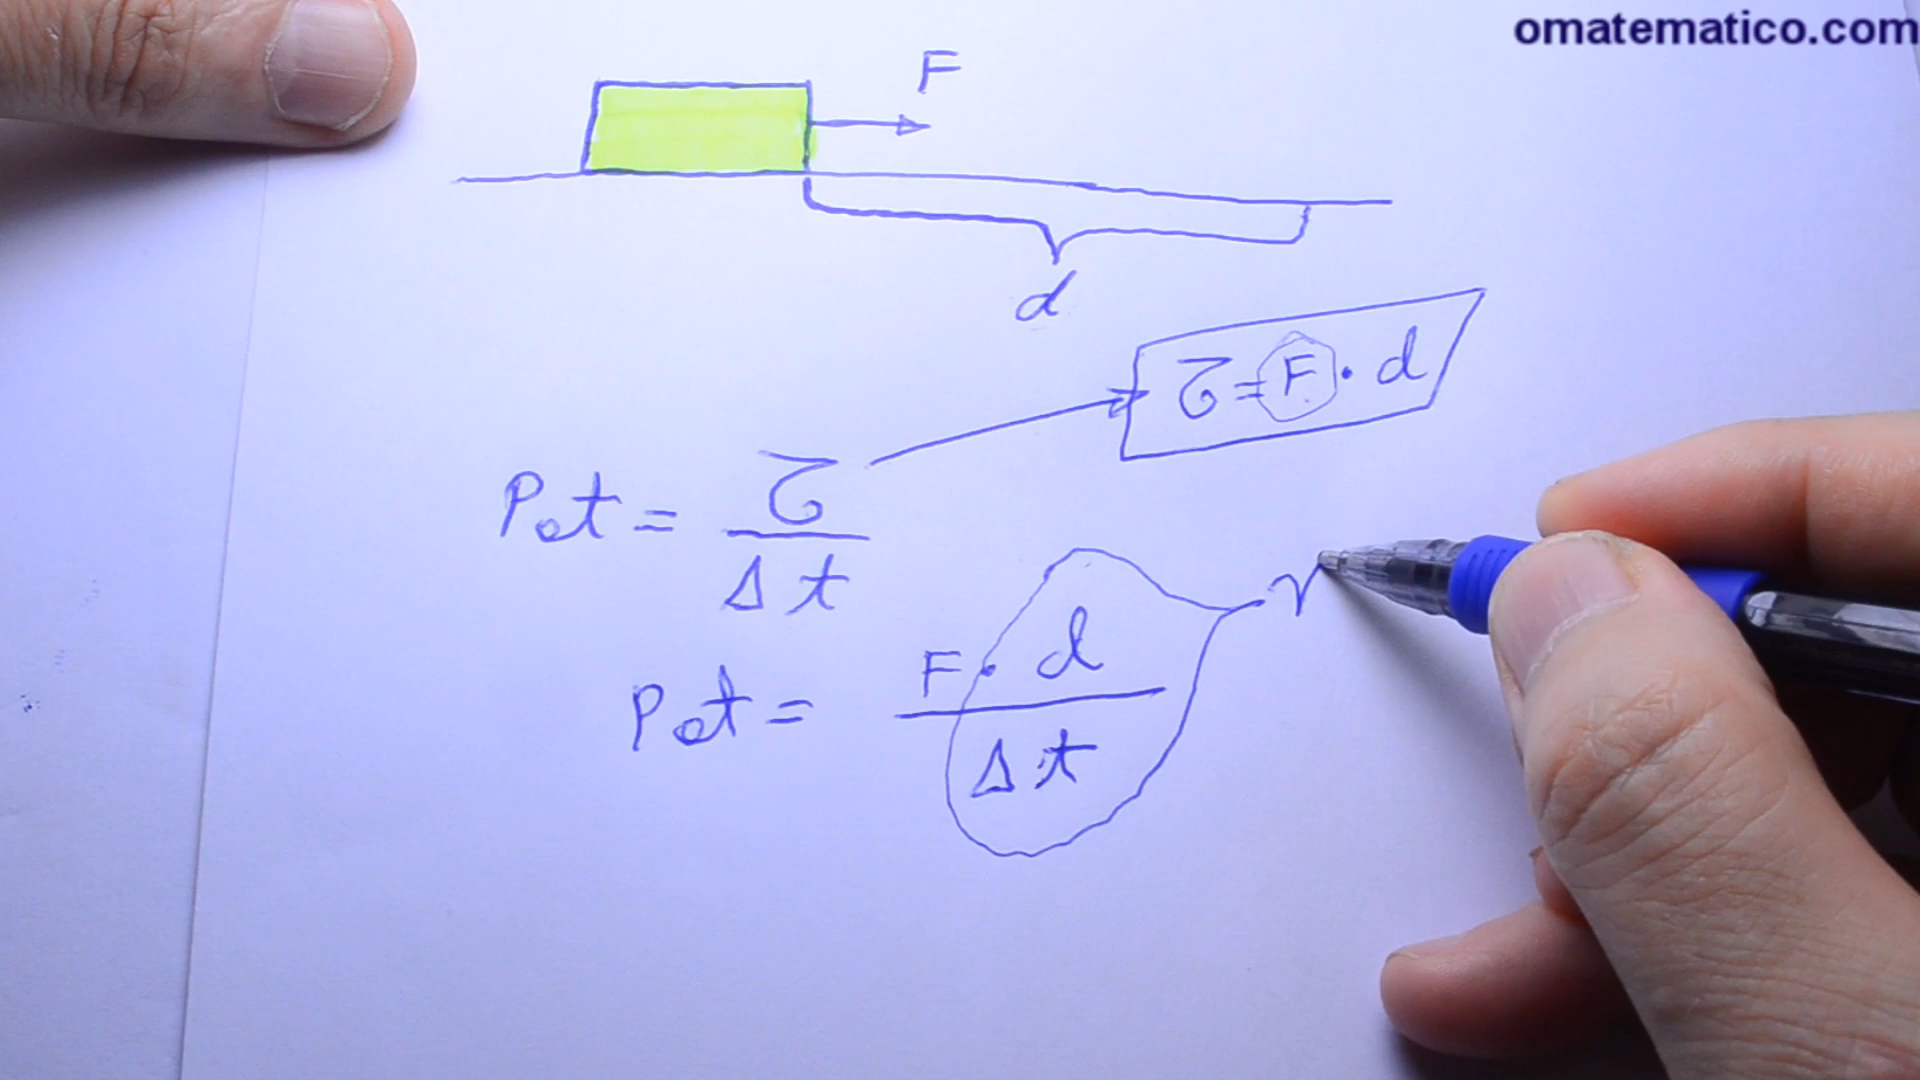 omatematico.com
F
d
τ = F · d
Pot = τ / Δt
Pot = F · d / Δt
v